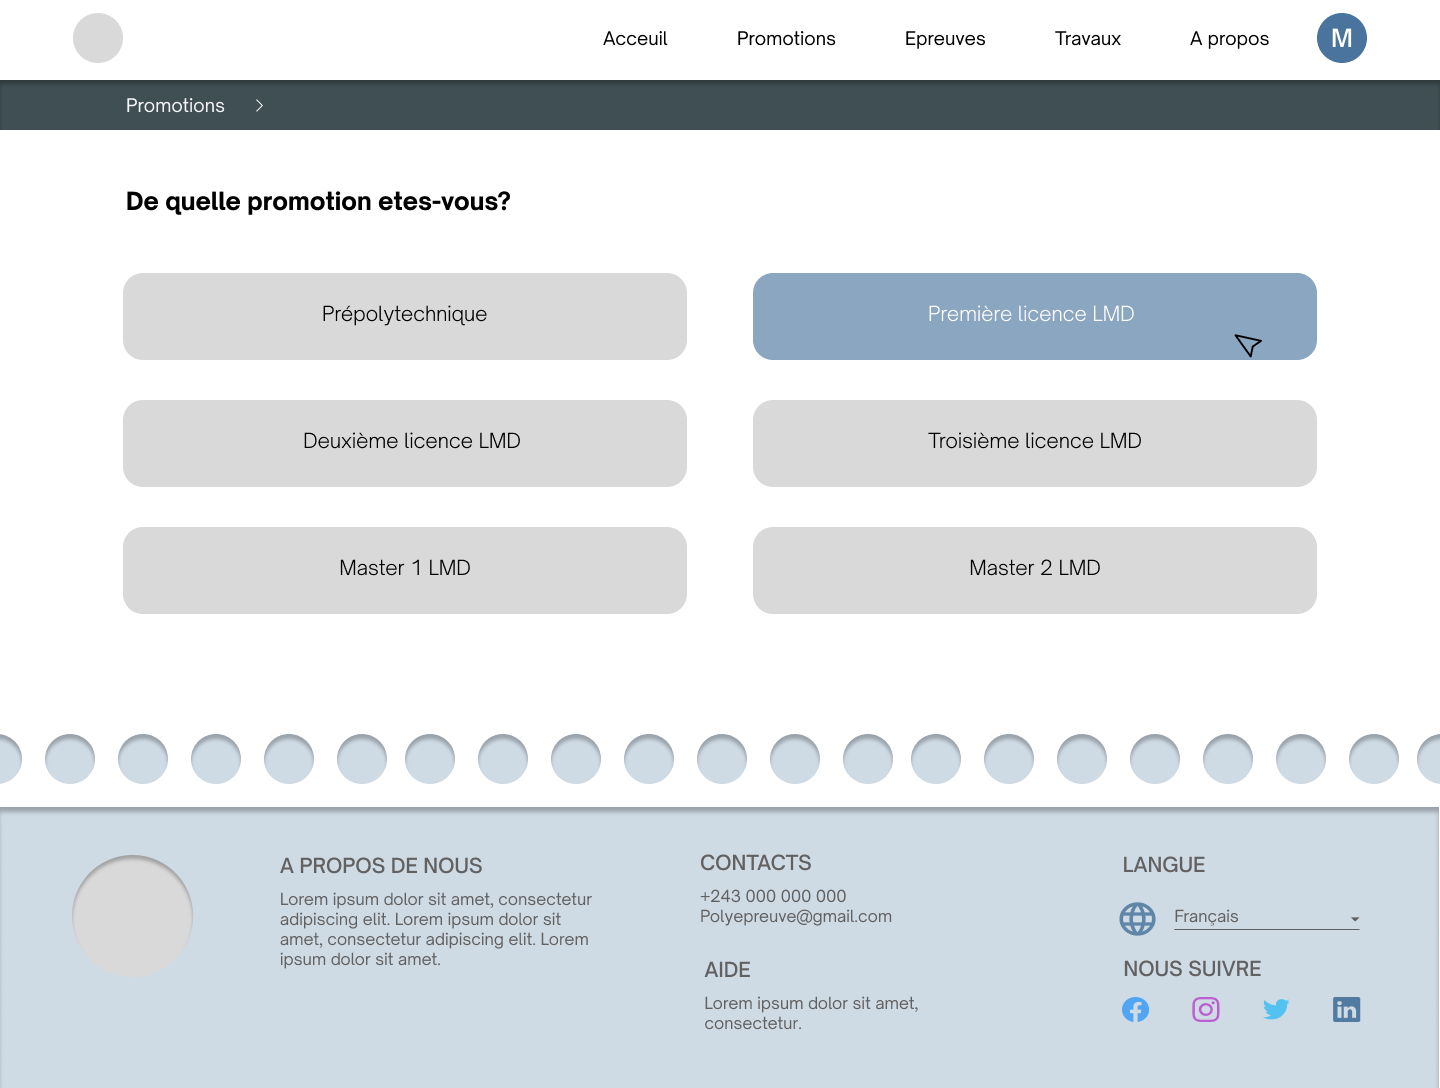 Acceuil
Promotions
Epreuves
Travaux
A propos
M
Promotions
De quelle promotion etes-vous?
Prépolytechnique
Première licence LMD
Deuxième licence LMD
Troisième licence LMD
Master 1 LMD
Master 2 LMD
A PROPOS DE NOUS
Lorem ipsum dolor sit amet, consectetur
adipiscing elit. Lorem ipsum dolor sit
amet, consectetur adipiscing elit. Lorem
ipsum dolor sit amet.
CONTACTS
+243 000 000 000
Polyepreuve@gmail.com
AIDE
Lorem ipsum dolor sit amet,
consectetur.
LANGUE
Français
NOUS SUIVRE